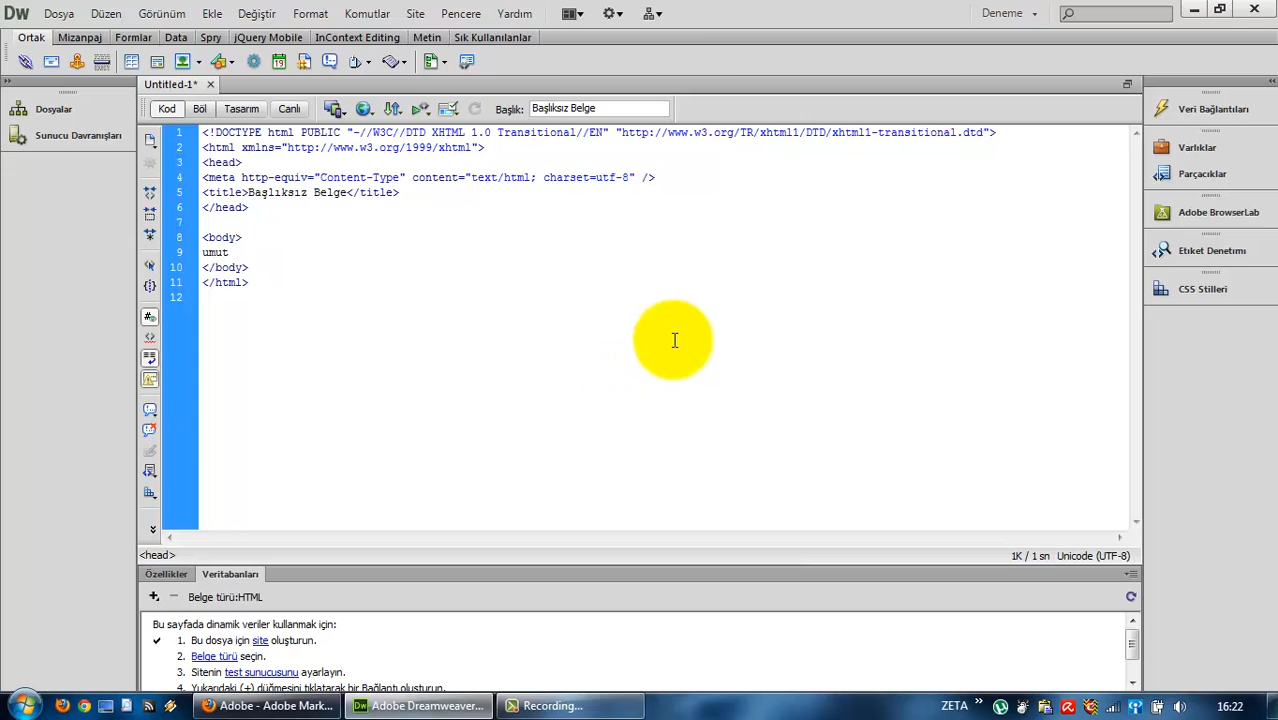 Dw Dosya Düzen Görünüm Ekle Değiştir Format Komutlar Site Pencere Yardım Deneme
Ortak Mizanpaj Formlar Data Spry jQuery Mobile InContext Editing Metin Sık Kullanılanlar
Untitled-1*
Kod Böl Tasarım Canlı Başlık: Başlıksız Belge
Dosyalar
Sunucu Davranışları
1 <!DOCTYPE html PUBLIC "-//W3C//DTD XHTML 1.0 Transitional//EN" "http://www.w3.org/TR/xhtml1/DTD/xhtml1-transitional.dtd">
2 <html xmlns="http://www.w3.org/1999/xhtml">
3 <head>
4 <meta http-equiv="Content-Type" content="text/html; charset=utf-8" />
5 <title>Başlıksız Belge</title>
6 </head>
7
8 <body>
9 umut
10 </body>
11 </html>
12
Veri Bağlantıları
Varlıklar
Parçacıklar
Adobe BrowserLab
Etiket Denetimi
CSS Stilleri
<head> 1K / 1 sn Unicode (UTF-8)
Özellikler Veritabanları
Belge türü:HTML
Bu sayfada dinamik veriler kullanmak için:
1. Bu dosya için site oluşturun.
2. Belge türü seçin.
3. Sitenin test sunucusunu ayarlayın.
4. Yukarıdaki (+) düğmesini tıklatarak bir Bağlantı oluşturun.
Adobe - Adobe Mark... Adobe Dreamweaver... Recording... ZETA 16:22